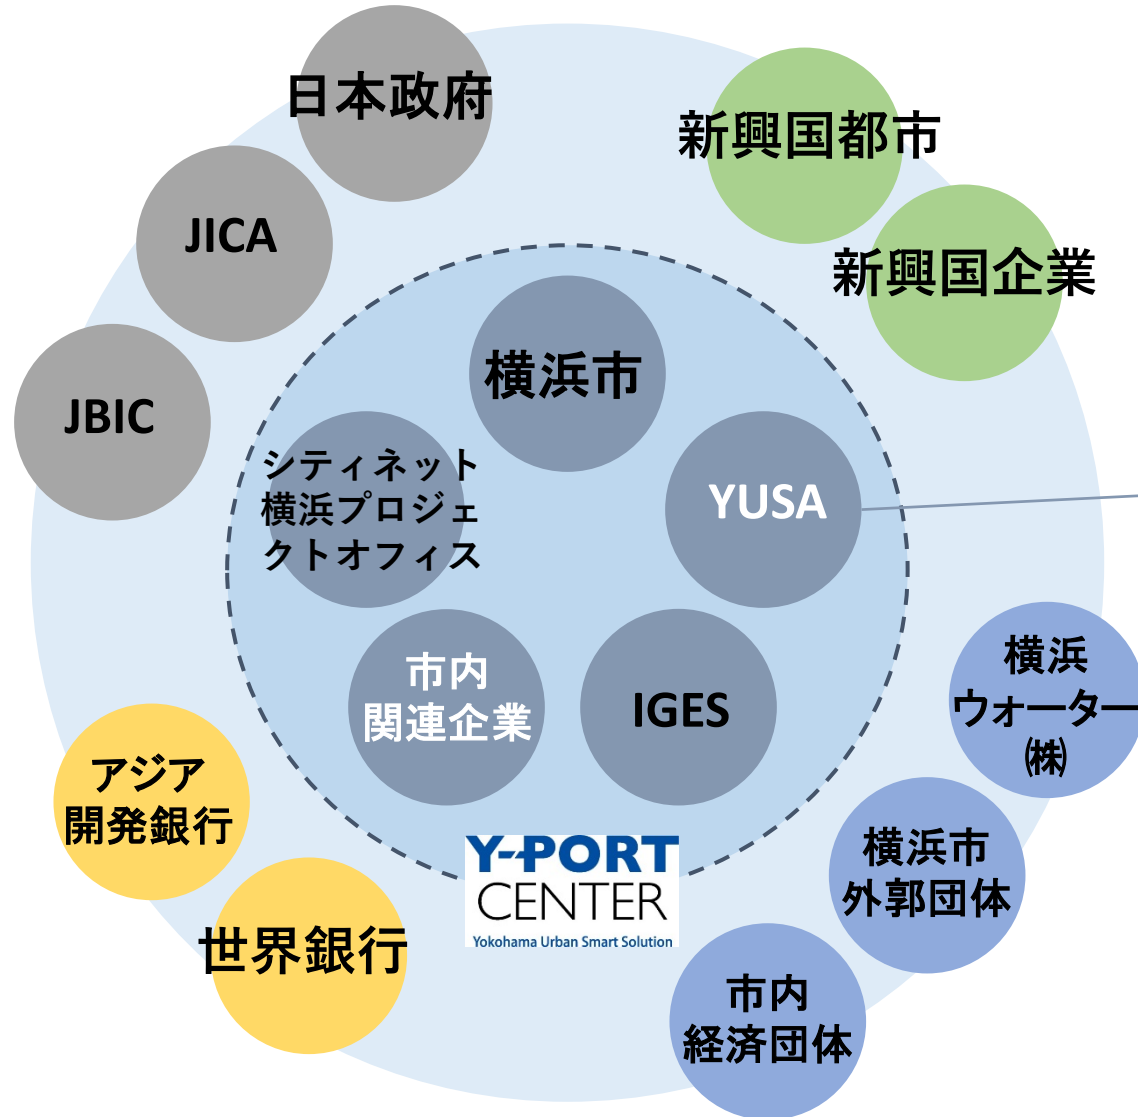 日本政府
新興国都市
JICA
新興国企業
JBIC
横浜市
シティネット
横浜プロジェ
クトオフィス
YUSA
市内
関連企業
IGES
横浜
ウォーター
㈱
アジア
開発銀行
世界銀行
Y-PORT
CENTER
Yokohama Urban Smart Solution
横浜市
外郭団体
市内
経済団体